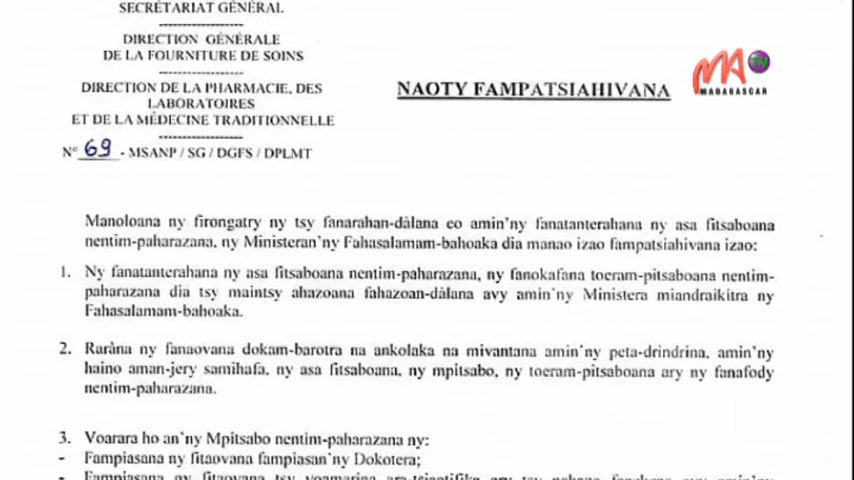 SECRÉTARIAT GÉNÉRAL
--------------------
DIRECTION GÉNÉRALE
DE LA FOURNITURE DE SOINS
--------------------
DIRECTION DE LA PHARMACIE, DES
LABORATOIRES
ET DE LA MÉDECINE TRADITIONNELLE
--------------------
N° 69 - MSANP / SG / DGFS / DPLMT
NAOTY FAMPATSIAHIVANA
MA TV
MADAGASCAR
Manoloana ny firongatry ny tsy fanarahan-dàlana eo amin'ny fanatanterahana ny asa fitsaboana
nentim-paharazana, ny Ministeran'ny Fahasalamam-bahoaka dia manao izao fampatsiahivana izao:
1. Ny fanatanterahana ny asa fitsaboana nentim-paharazana, ny fanokafana toeram-pitsaboana nentim-
paharazana dia tsy maintsy ahazoana fahazoan-dàlana avy amin'ny Ministera miandraikitra ny
Fahasalamam-bahoaka.
2. Raràna ny fanaovana dokam-barotra na ankolaka na mivantana amin'ny peta-drindrina, amin'ny
haino aman-jery samihafa, ny asa fitsaboana, ny mpitsabo, ny toeram-pitsaboana ary ny fanafody
nentim-paharazana.
3. Voarara ho an'ny Mpitsabo nentim-paharazana ny:
- Fampiasana ny fitaovana fampiasan'ny Dokotera;
- Fampiasana ny fitaovana tsy voamarina